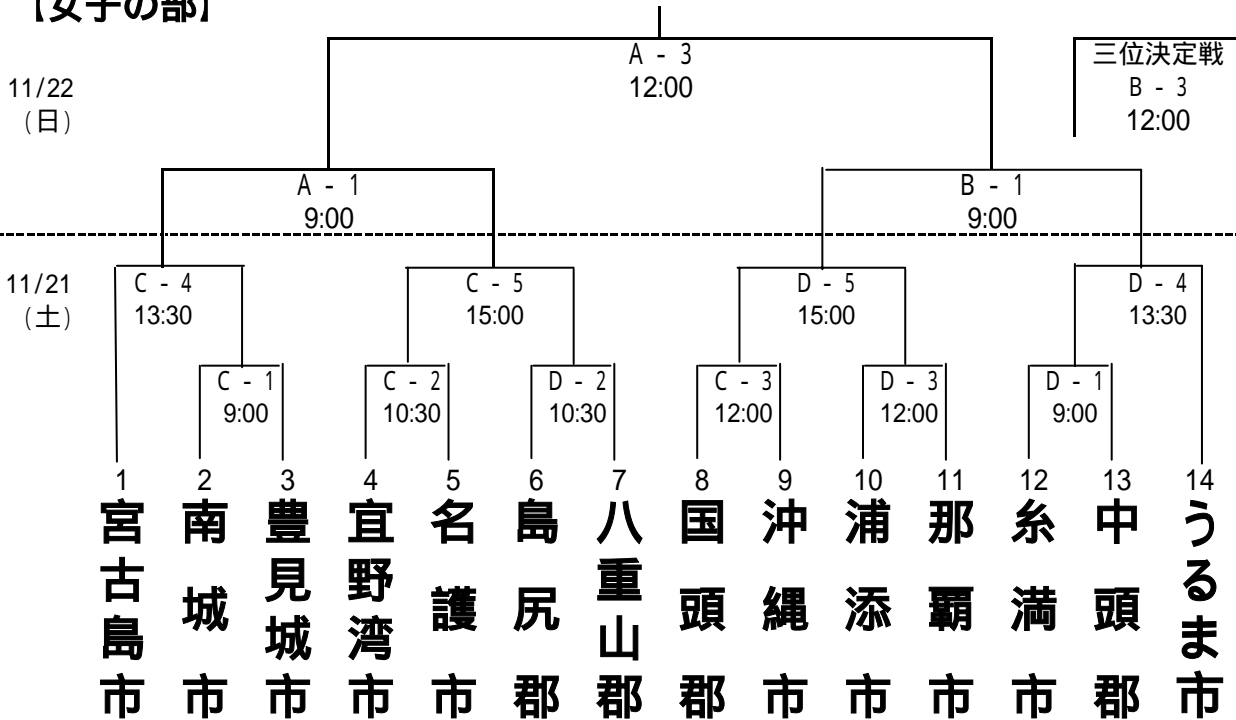 【女子の部】
A - 3
12:00
三位決定戦
B - 3
12:00
11/22
(日)
A - 1
9:00
B - 1
9:00
11/21
(土)
C - 4
13:30
C - 5
15:00
D - 5
15:00
D - 4
13:30
C - 1
9:00
C - 2
10:30
D - 2
10:30
C - 3
12:00
D - 3
12:00
D - 1
9:00
1
宮古島市
2
南城市
3
豊見城市
4
宜野湾市
5
名護市
6
島尻郡
7
八重山郡
8
国頭郡
9
沖縄市
10
浦添市
11
那覇市
12
糸満市
13
中頭郡
14
うるま市